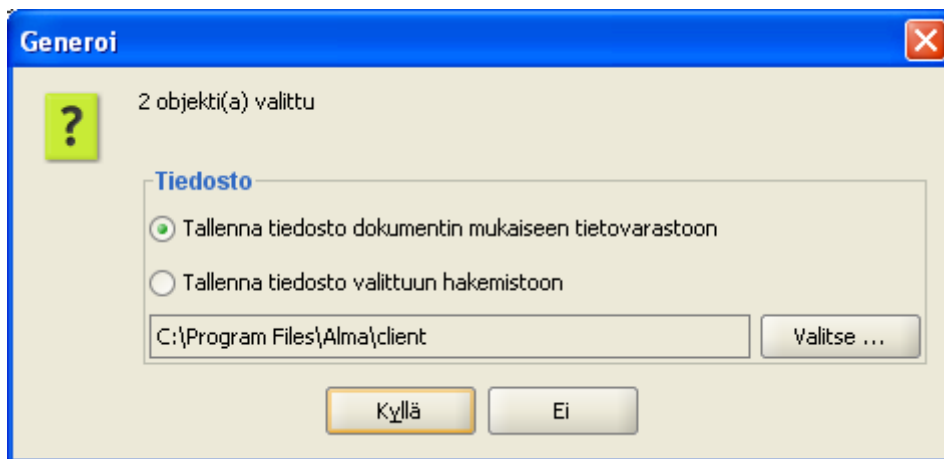 Generoi
?
2 objekti(a) valittu
Tiedosto
Tallenna tiedosto dokumentin mukaiseen tietovarastoon
Tallenna tiedosto valittuun hakemistoon
C:\Program Files\Alma\client
Valitse ...
Kyllä
Ei